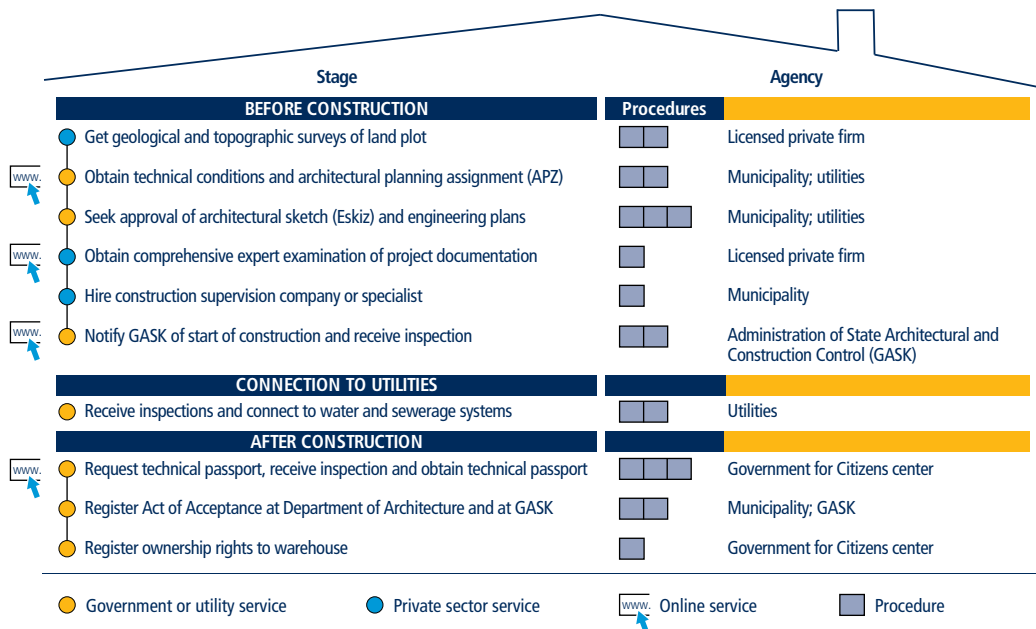 Stage Agency
BEFORE CONSTRUCTION Procedures
Get geological and topographic surveys of land plot Licensed private firm
www. Obtain technical conditions and architectural planning assignment (APZ) Municipality; utilities
Seek approval of architectural sketch (Eskiz) and engineering plans Municipality; utilities
www. Obtain comprehensive expert examination of project documentation Licensed private firm
Hire construction supervision company or specialist Municipality
www. Notify GASK of start of construction and receive inspection Administration of State Architectural and
Construction Control (GASK)
CONNECTION TO UTILITIES
Receive inspections and connect to water and sewerage systems Utilities
AFTER CONSTRUCTION
www. Request technical passport, receive inspection and obtain technical passport Government for Citizens center
Register Act of Acceptance at Department of Architecture and at GASK Municipality; GASK
Register ownership rights to warehouse Government for Citizens center
Government or utility service Private sector service www. Online service Procedure